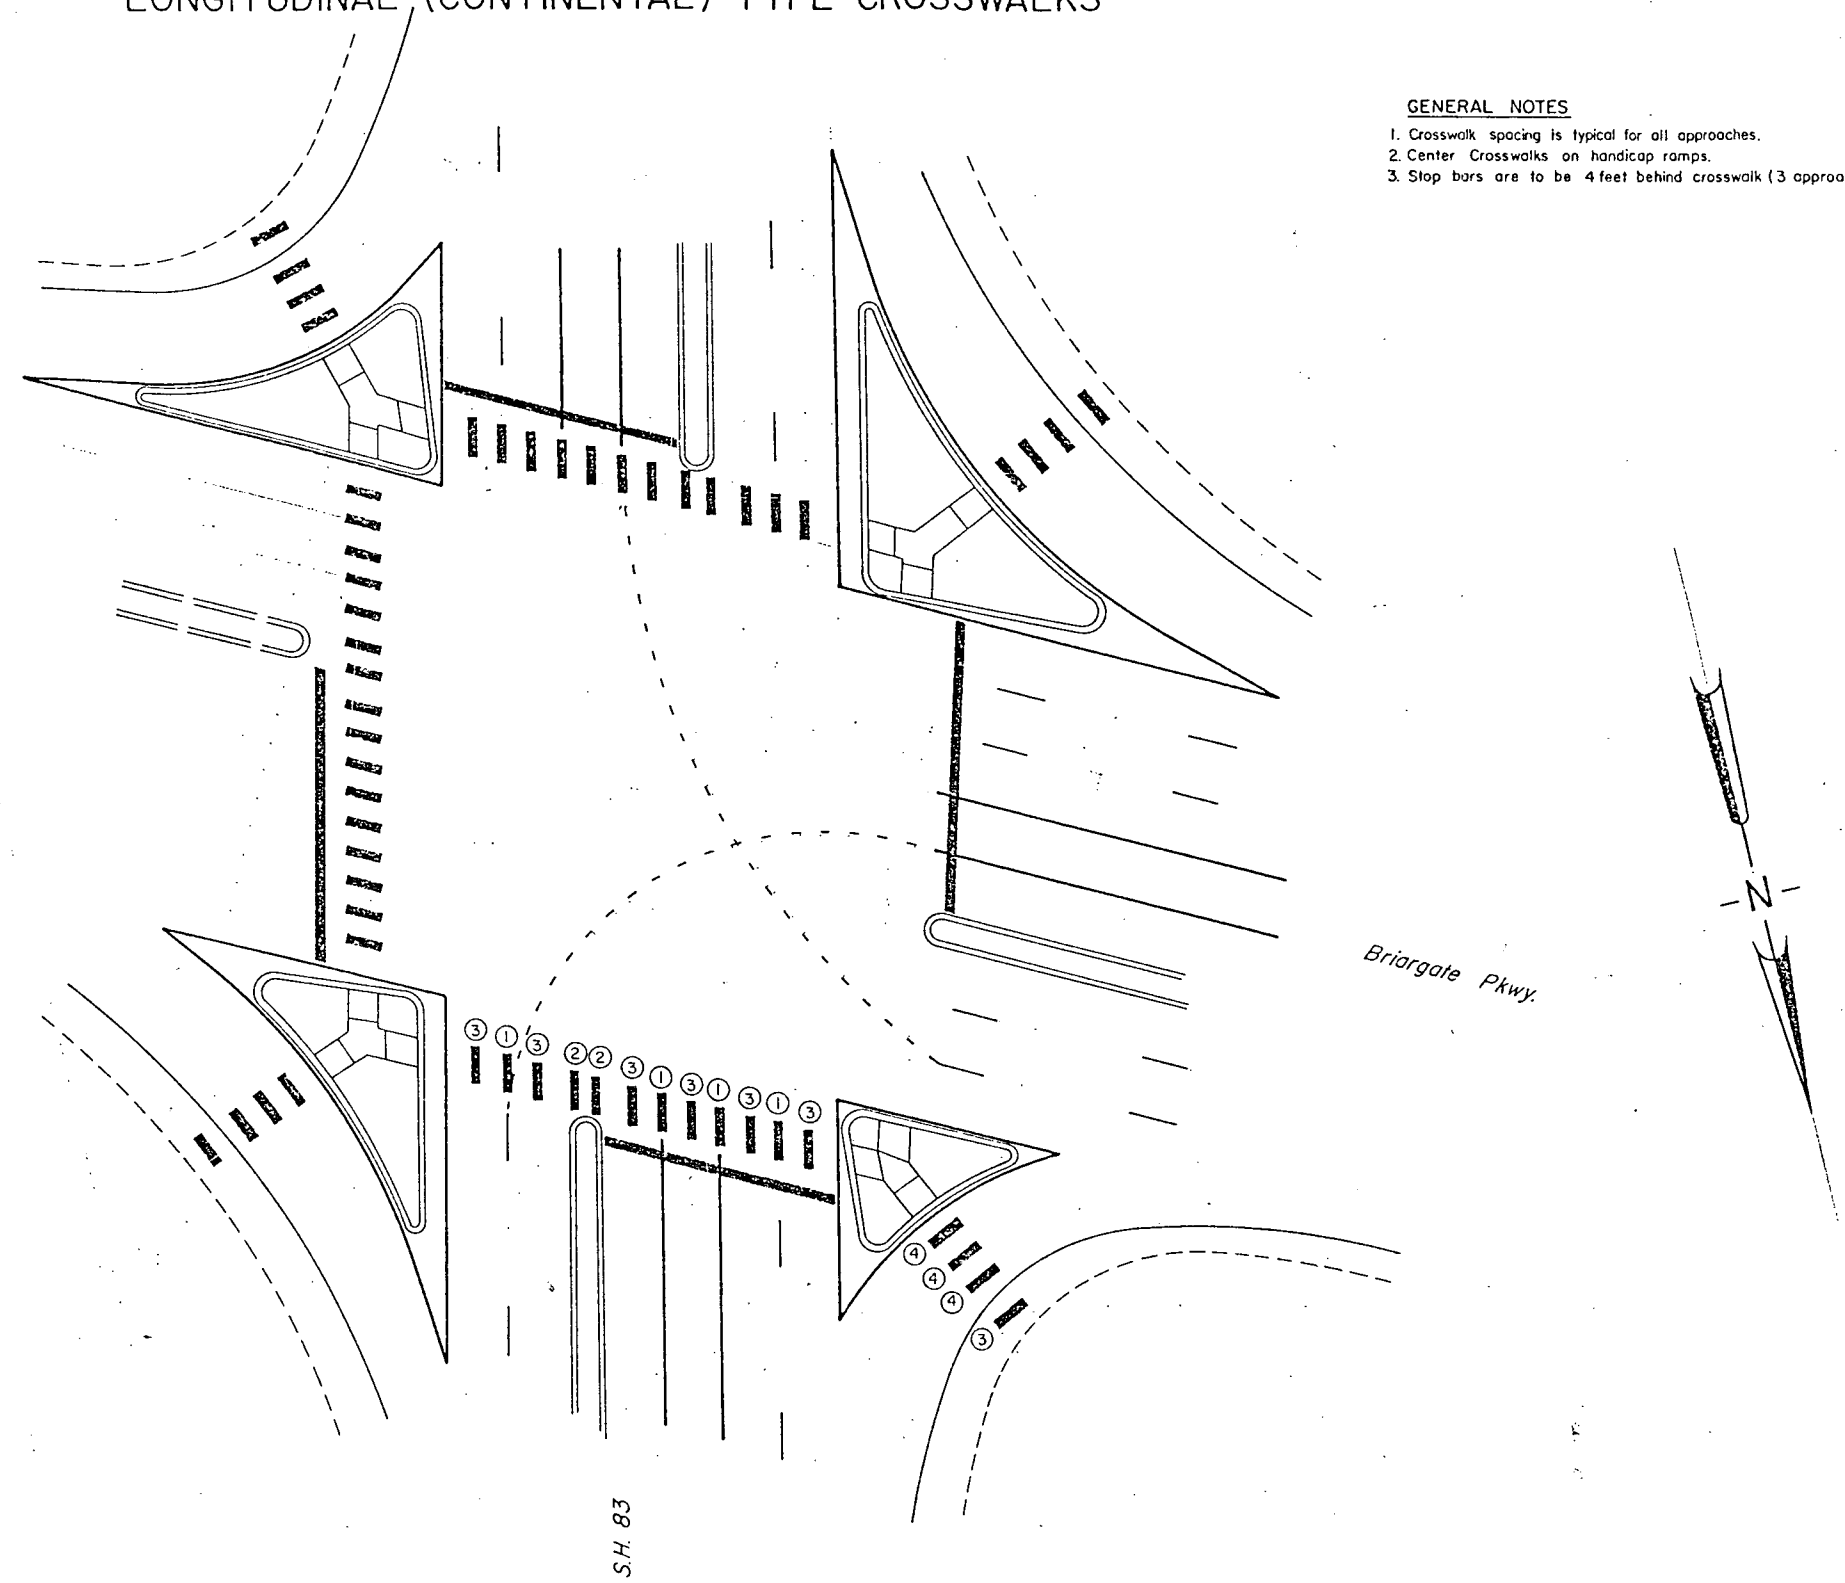 LONGITUDINAL (CONTINENTAL) TYPE CROSSWALKS
GENERAL NOTES
1. Crosswalk spacing is typical for all approaches.
2. Center Crosswalks on handicap ramps.
3. Stop bars are to be 4 feet behind crosswalk (3 approa
N
Briargate Pkwy.
3 1 3 2 2 3 1 3 1 3 1 3
4
4
4
3
S.H. 83